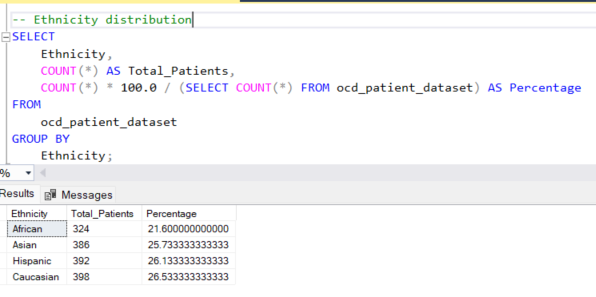 -- Ethnicity distribution
SELECT
Ethnicity,
COUNT(*) AS Total_Patients,
COUNT(*) * 100.0 / (SELECT COUNT(*) FROM ocd_patient_dataset) AS Percentage
FROM
ocd_patient_dataset
GROUP BY
Ethnicity;
%
Results Messages
Ethnicity Total_Patients Percentage
African 324 21.600000000000
Asian 386 25.733333333333
Hispanic 392 26.133333333333
Caucasian 398 26.533333333333